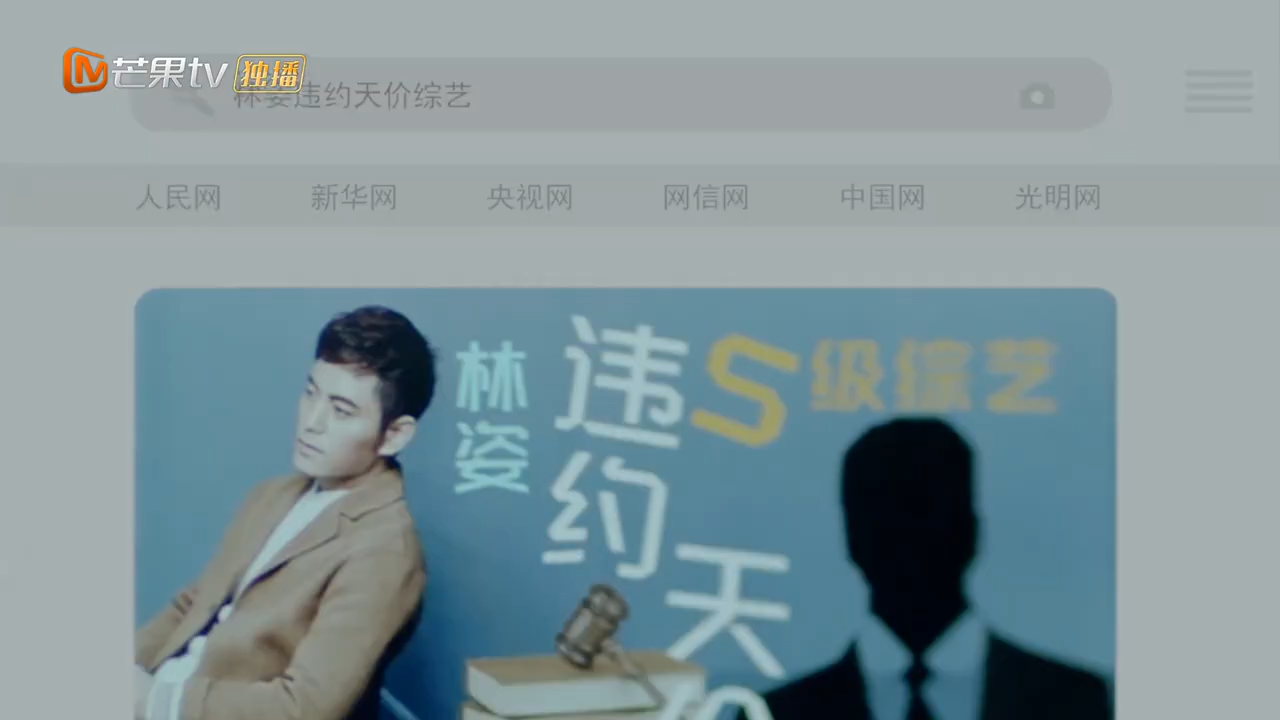 芒果tv 独播
林姿违约天价综艺
人民网 新华网 央视网 网信网 中国网 光明网
林姿
违约天价
S级综艺